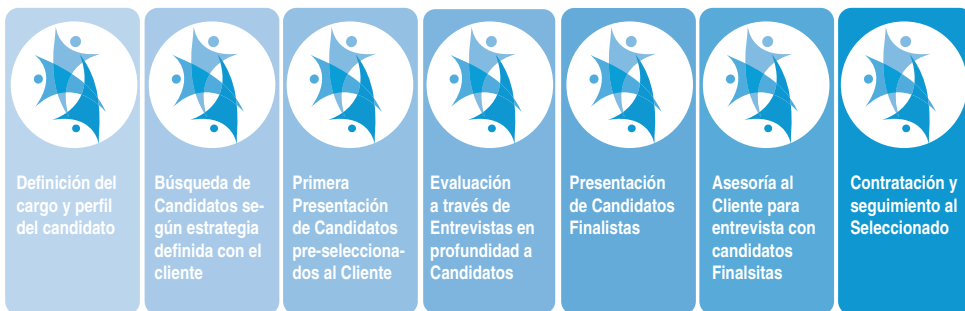 Definición del
cargo y perfil
del candidato
Búsqueda de
Candidatos se-
gún estrategia
definida con el
cliente
Primera
Presentación
de Candidatos
pre-selecciona-
dos al Cliente
Evaluación
a través de
Entrevistas en
profundidad a
Candidatos
Presentación
de Candidatos
Finalistas
Asesoría al
Cliente para
entrevista con
candidatos
Finalsitas
Contratación y
seguimiento al
Seleccionado